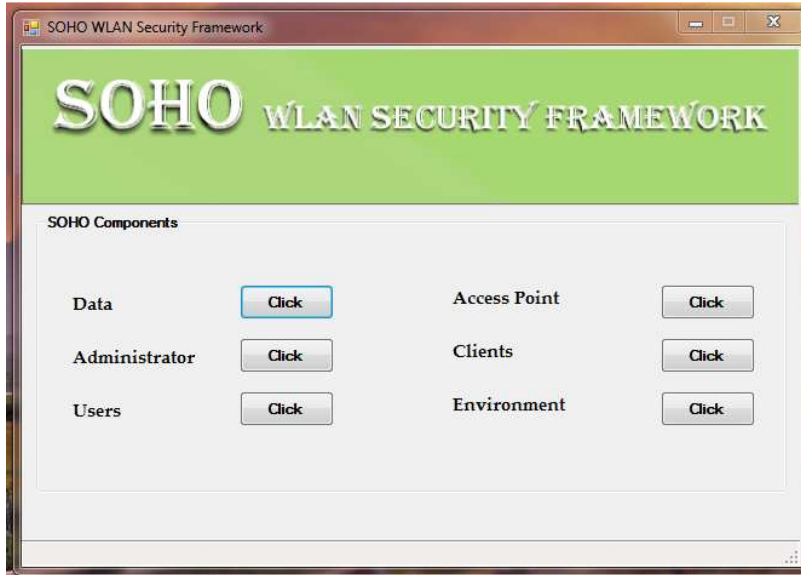 SOHO WLAN Security Framework
SOHO WLAN SECURITY FRAMEWORK
SOHO Components
Data Click
Access Point Click
Administrator Click
Clients Click
Users Click
Environment Click